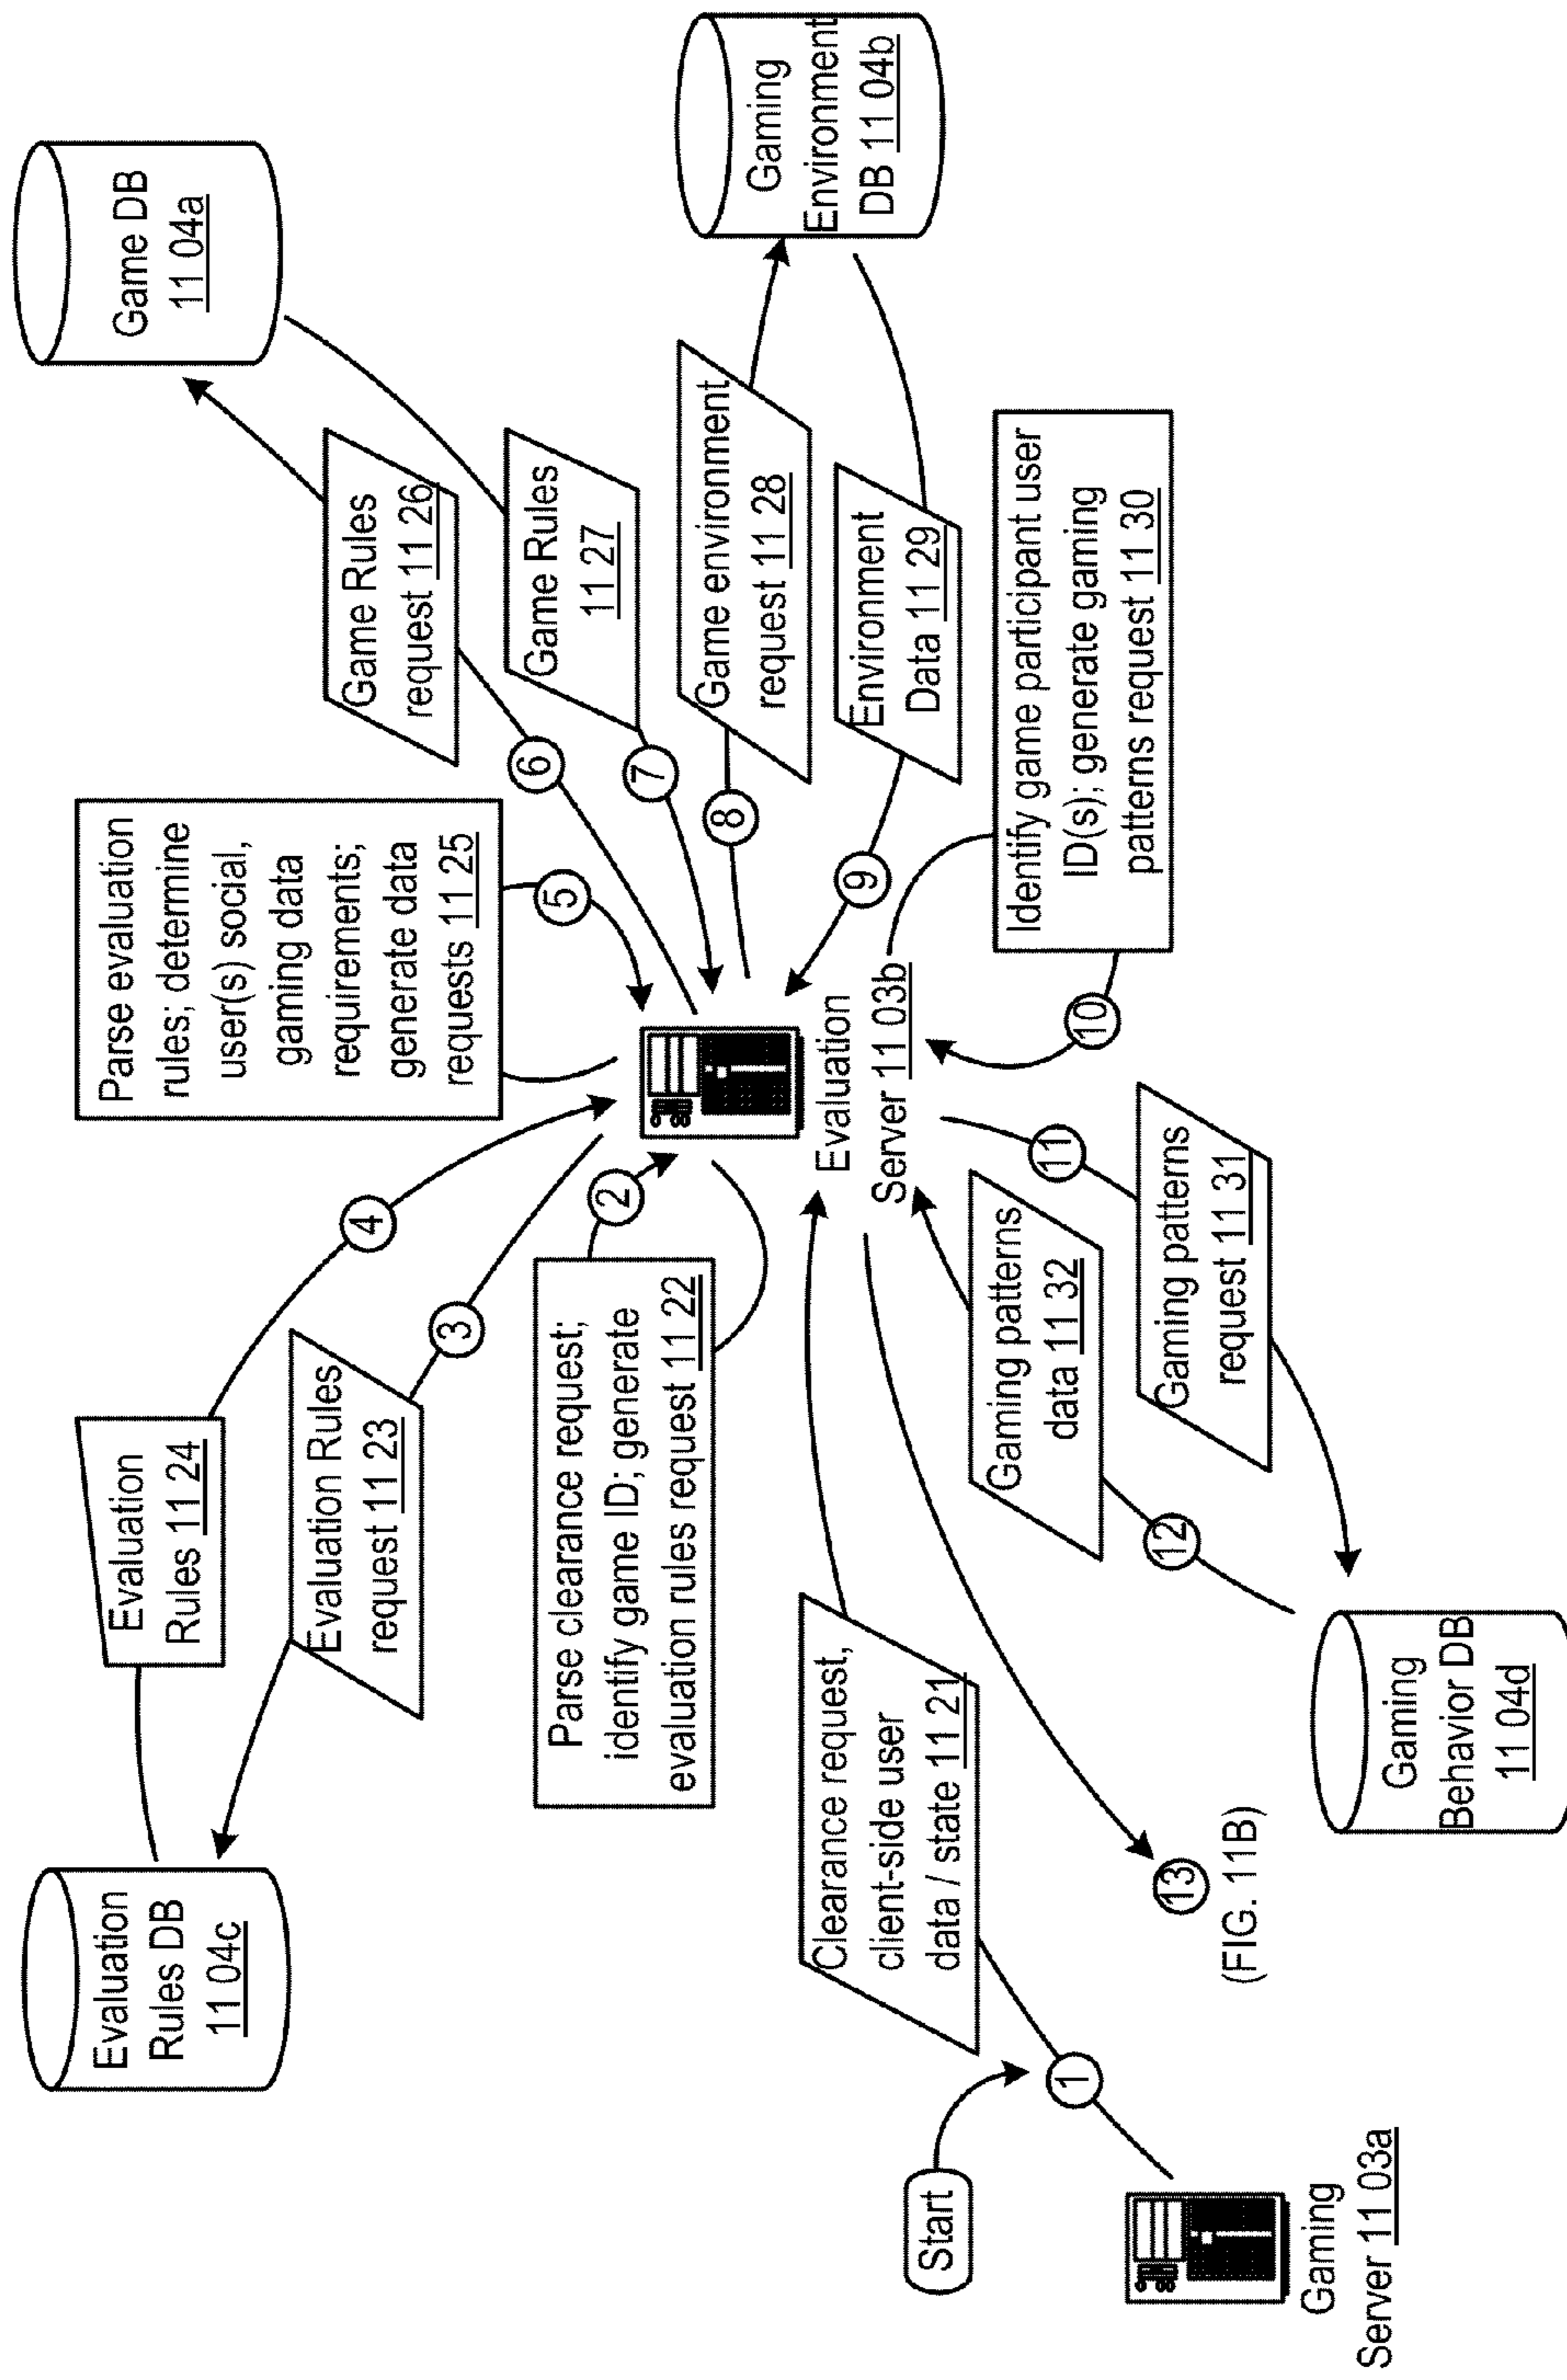 Evaluation
Rules DB
11 04c
Evaluation
Rules 11 24
Evaluation Rules
request 11 23
4
3
Parse evaluation
rules; determine
user(s) social,
gaming data
requirements;
generate data
requests 11 25
5
Game DB
11 04a
Game Rules
request 11 26
6
Game Rules
11 27
7
Parse clearance request;
identify game ID; generate
evaluation rules request 11 22
2
Game environment
request 11 28
8
Gaming
Environment
DB 11 04b
Environment
Data 11 29
9
Evaluation
Server 11 03b
Clearance request,
client-side user
data / state 11 21
Start
1
Gaming
Server 11 03a
Identify game participant user
ID(s); generate gaming
patterns request 11 30
10
Gaming patterns
data 11 32
12
11
Gaming patterns
request 11 31
13
(FIG. 11B)
Gaming
Behavior DB
11 04d